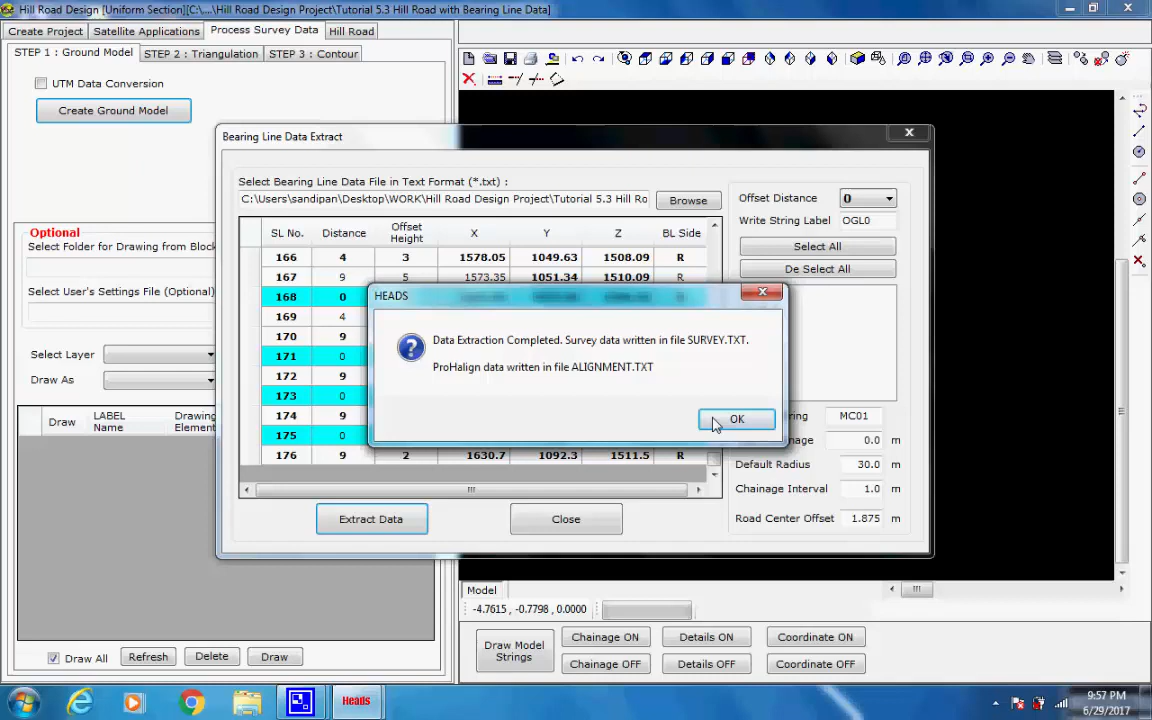 Hill Road Design [Uniform Section][C:\....\Hill Road Design Project\Tutorial 5.3 Hill Road with Bearing Line Data]
Create Project
Satellite Applications
Process Survey Data
Hill Road
STEP 1 : Ground Model
STEP 2 : Triangulation
STEP 3 : Contour
UTM Data Conversion
Create Ground Model
Optional
Select Folder for Drawing from Block
Select User's Settings File (Optional)
Select Layer
Draw As
Draw
LABEL Name
Drawing Element
Draw All
Refresh
Delete
Draw
Bearing Line Data Extract
Select Bearing Line Data File in Text Format (*.txt) :
C:\Users\sandipan\Desktop\WORK\Hill Road Design Project\Tutorial 5.3 Hill Ro
Browse
SL No. Distance Offset Height X Y Z BL Side
166 4 3 1578.05 1049.63 1508.09 R
167 9 5 1573.35 1051.34 1510.09 R
168 0
169 4
170 9
171 0
172 9
173 0
174 9
175 0
176 9 2 1630.7 1092.3 1511.5 R
Extract Data
Close
Offset Distance 0
Write String Label OGL0
Select All
De Select All
MC01
0.0 m
Default Radius 30.0 m
Chainage Interval 1.0 m
Road Center Offset 1.875 m
HEADS
Data Extraction Completed. Survey data written in file SURVEY.TXT.
ProHalign data written in file ALIGNMENT.TXT
OK
Model
-4.7615 , -0.7798 , 0.0000
Draw Model Strings
Chainage ON
Details ON
Coordinate ON
Chainage OFF
Details OFF
Coordinate OFF
Heads
9:57 PM
6/29/2017